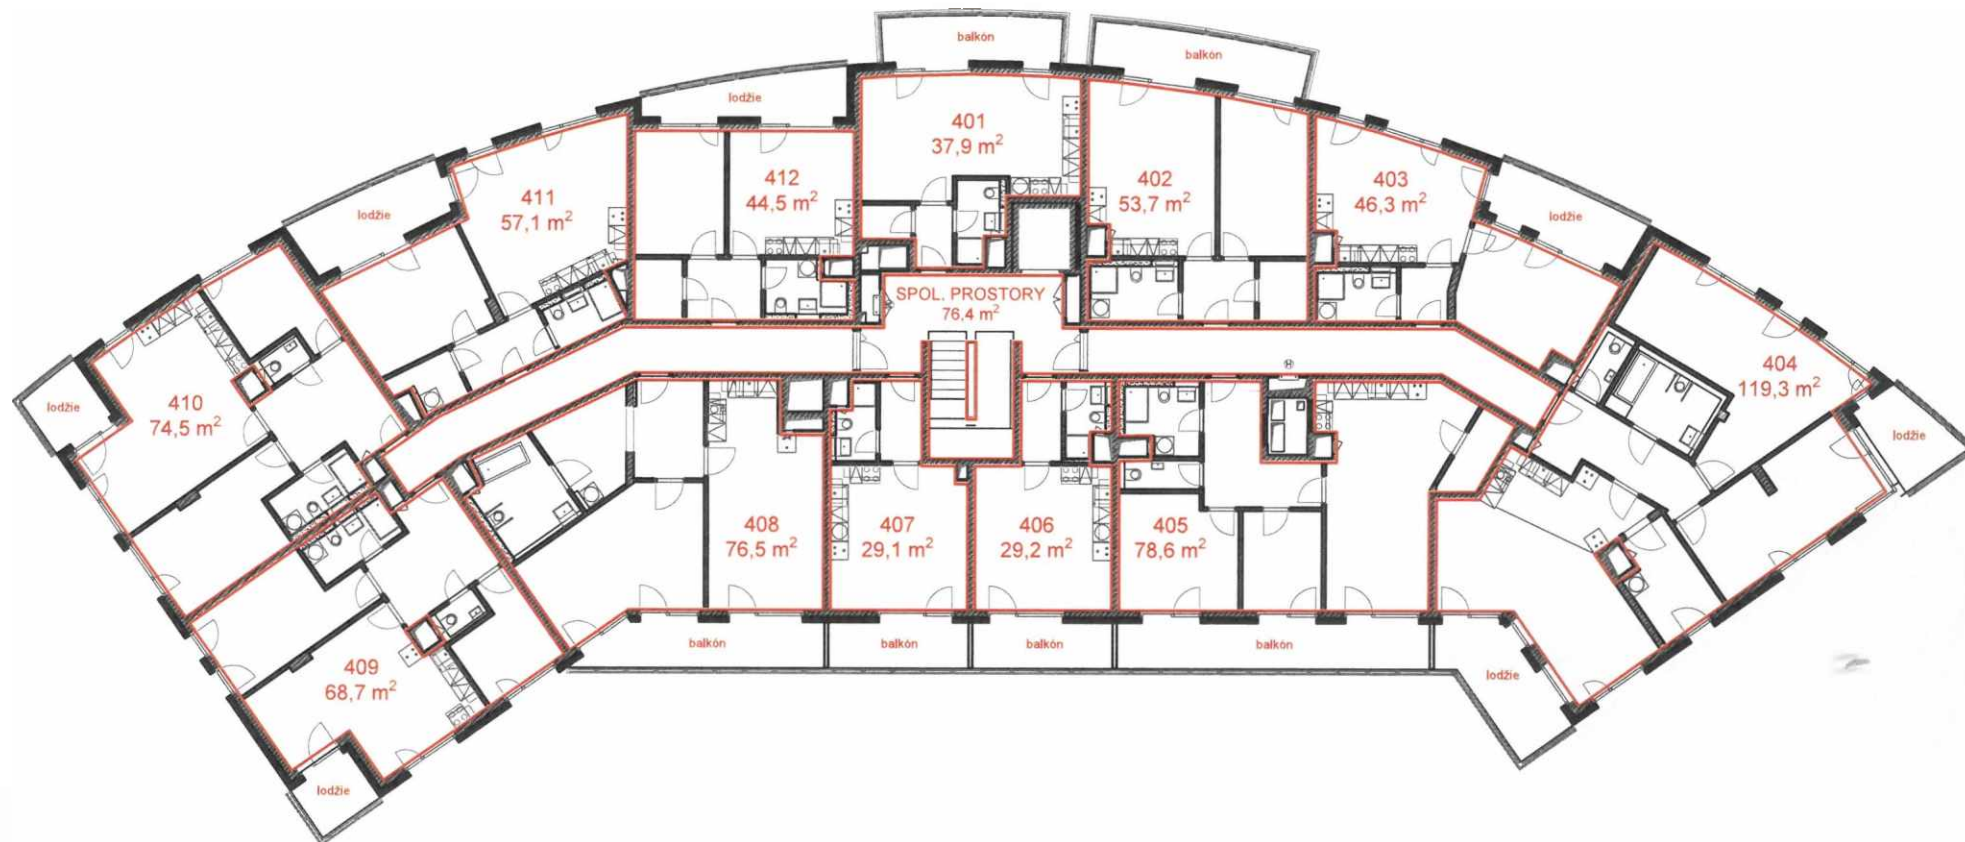 balkón
balkón
lodžie
401
37,9 m²
412
44,5 m²
402
53,7 m²
403
46,3 m²
411
57,1 m²
lodžie
lodžie
SPOL. PROSTORY
76,4 m²
404
119,3 m²
410
74,5 m²
lodžie
lodžie
408
76,5 m²
407
29,1 m²
406
29,2 m²
405
78,6 m²
balkón
balkón
balkón
balkón
409
68,7 m²
lodžie
lodžie